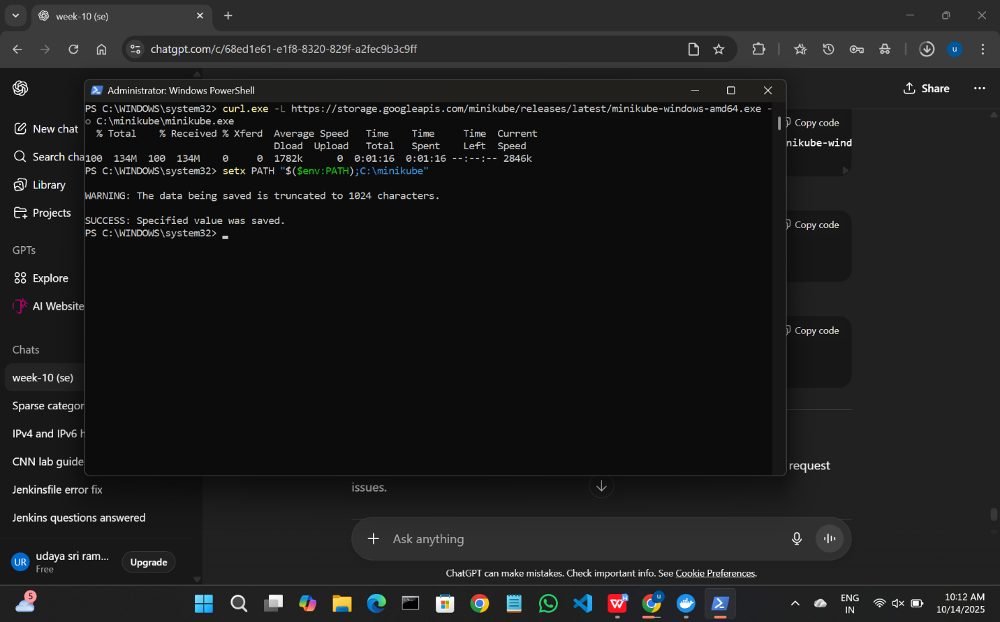 week-10 (se)
chatgpt.com/c/68ed1e61-e1f8-8320-829f-a2fec9b3c9ff
u
Share
New chat
Search cha
Library
Projects
GPTs
Explore
AI Website
Chats
week-10 (se)
Sparse categor
IPv4 and IPv6 h
CNN lab guide
Jenkinsfile error fix
Jenkins questions answered
UR
udaya sri ram...
Free
Upgrade
Administrator: Windows PowerShell
PS C:\WINDOWS\system32> curl.exe -L https://storage.googleapis.com/minikube/releases/latest/minikube-windows-amd64.exe -
o C:\minikube\minikube.exe
% Total % Received % Xferd Average Speed Time Time Time Current
Dload Upload Total Spent Left Speed
100 134M 100 134M 0 0 1782k 0 0:01:16 0:01:16 --:--:-- 2846k
PS C:\WINDOWS\system32> setx PATH "$($env:PATH);C:\minikube"
WARNING: The data being saved is truncated to 1024 characters.
SUCCESS: Specified value was saved.
PS C:\WINDOWS\system32>
Copy code
nikube-wind
Copy code
Copy code
request
issues.
Ask anything
ChatGPT can make mistakes. Check important info. See Cookie Preferences.
5
W
u
ENG
IN
10:12 AM
10/14/2025